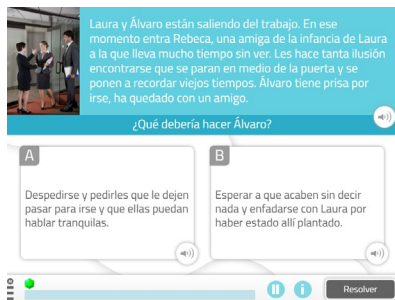 Laura y Álvaro están saliendo del trabajo. En ese
momento entra Rebeca, una amiga de la infancia de Laura
a la que lleva mucho tiempo sin ver. Les hace tanta ilusión
encontrarse que se paran en medio de la puerta y se
ponen a recordar viejos tiempos. Álvaro tiene prisa por
irse, ha quedado con un amigo.
¿Qué debería hacer Álvaro?
A
Despedirse y pedirles que le dejen
pasar para irse y que ellas puedan
hablar tranquilas.
B
Esperar a que acaben sin decir
nada y enfadarse con Laura por
haber estado allí plantado.
Resolver